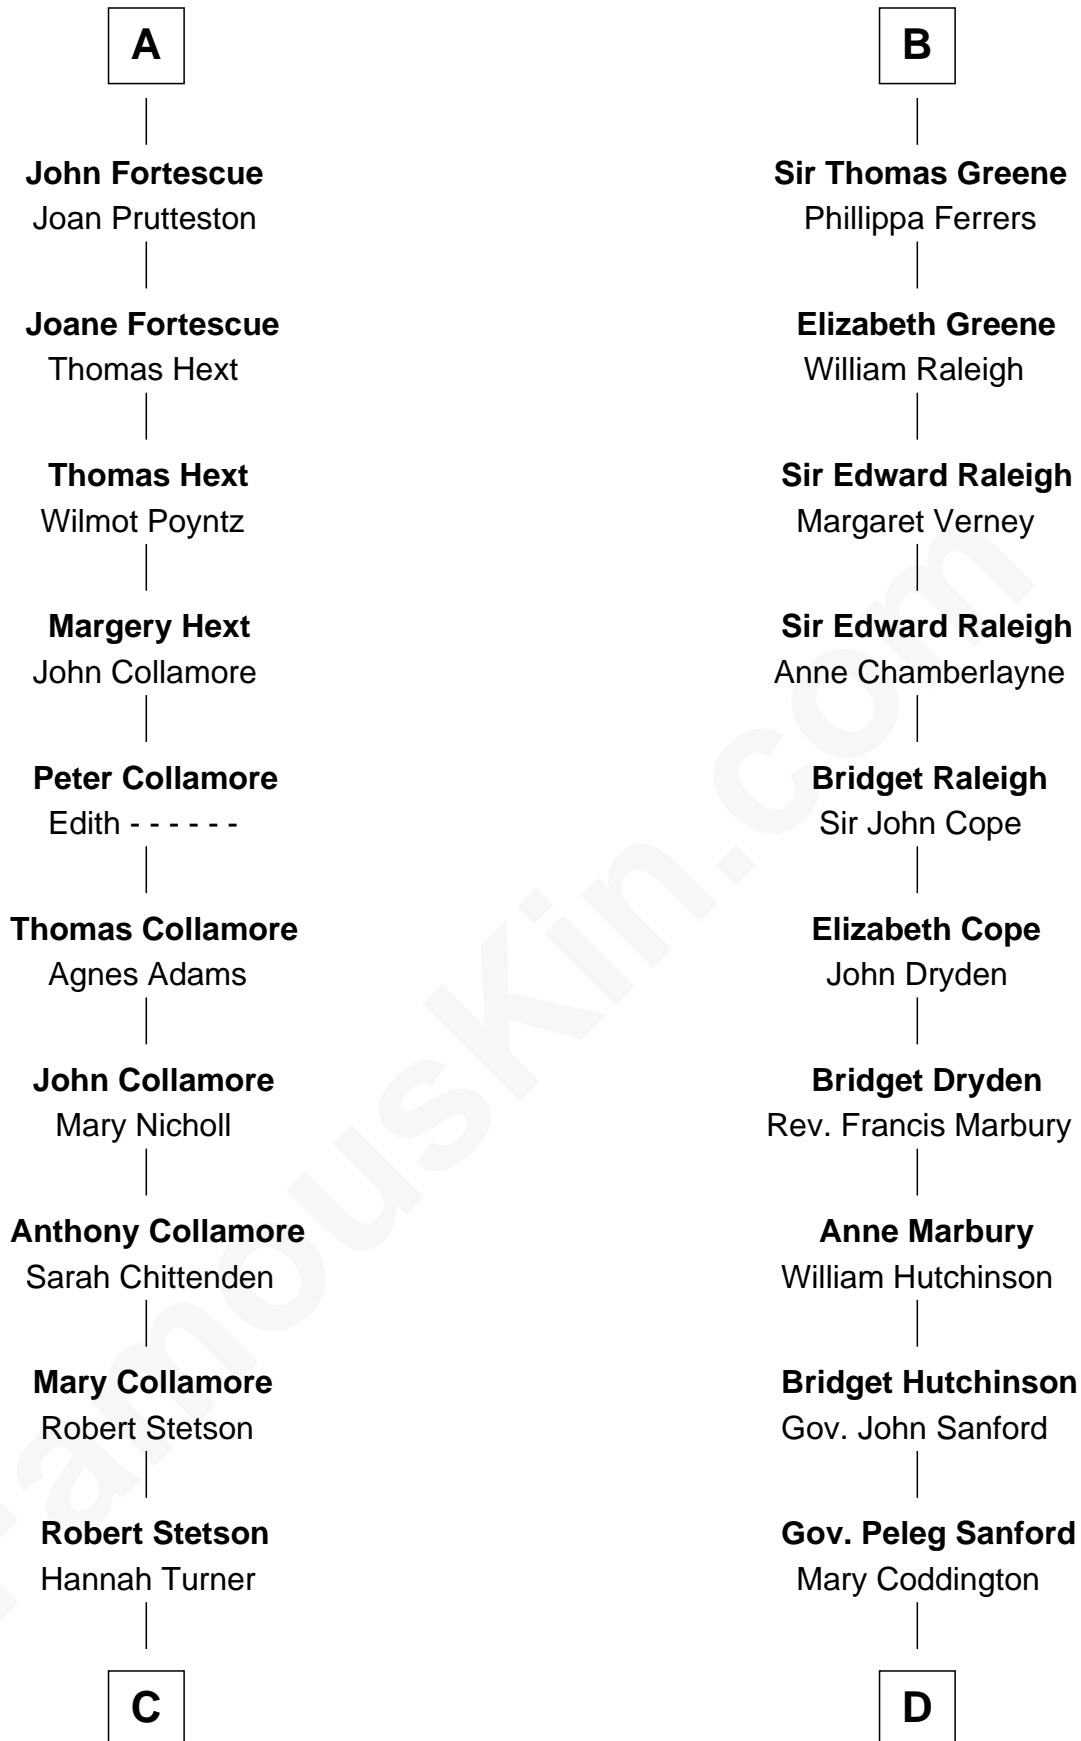 A
John Fortescue
Joan Prutteston
Joane Fortescue
Thomas Hext
Thomas Hext
Wilmot Poyntz
Margery Hext
John Collamore
Peter Collamore
Edith - - - - - -
Thomas Collamore
Agnes Adams
John Collamore
Mary Nicholl
Anthony Collamore
Sarah Chittenden
Mary Collamore
Robert Stetson
Robert Stetson
Hannah Turner
C
B
Sir Thomas Greene
Phillippa Ferrers
Elizabeth Greene
William Raleigh
Sir Edward Raleigh
Margaret Verney
Sir Edward Raleigh
Anne Chamberlayne
Bridget Raleigh
Sir John Cope
Elizabeth Cope
John Dryden
Bridget Dryden
Rev. Francis Marbury
Anne Marbury
William Hutchinson
Bridget Hutchinson
Gov. John Sanford
Gov. Peleg Sanford
Mary Coddington
D
FamousKin.com